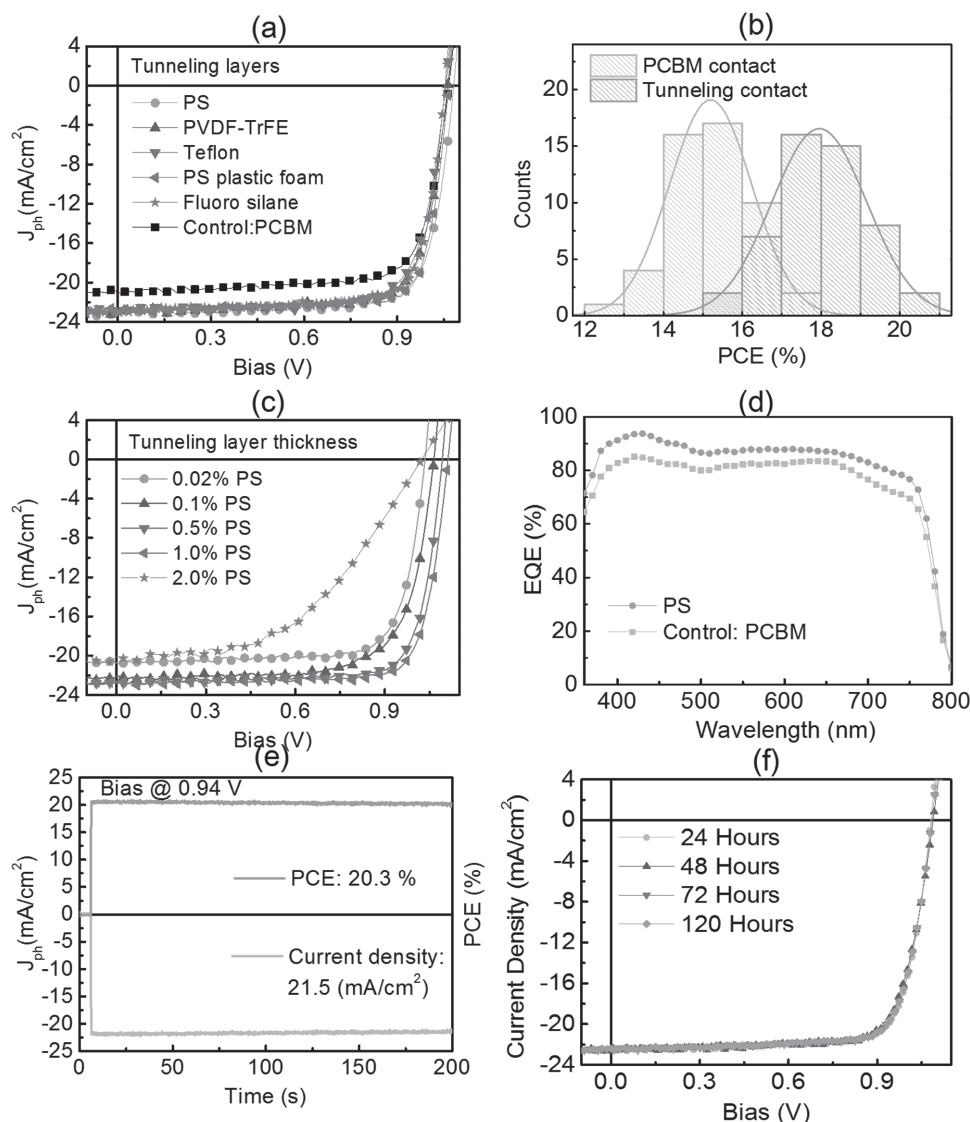 (a)
4
0
-4
-8
-12
-16
-20
-24
J_ph(mA/cm²)
Tunneling layers
PS
PVDF-TrFE
Teflon
PS plastic foam
Fluoro silane
Control:PCBM
0.0 0.3 0.6 0.9
Bias (V)
(b)
20
15
10
5
0
Counts
PCBM contact
Tunneling contact
12 14 16 18 20
PCE (%)
(c)
4
0
-4
-8
-12
-16
-20
-24
J_ph(mA/cm²)
Tunneling layer thickness
0.02% PS
0.1% PS
0.5% PS
1.0% PS
2.0% PS
0.0 0.3 0.6 0.9
Bias (V)
(d)
100
80
60
40
20
0
EQE (%)
PS
Control: PCBM
400 500 600 700 800
Wavelength (nm)
(e)
25
20
15
10
5
0
-5
-10
-15
-20
-25
J_ph(mA/cm²)
Bias @ 0.94 V
PCE: 20.3 %
Current density:
21.5 (mA/cm²)
PCE (%)
0 50 100 150 200
Time (s)
(f)
4
0
-4
-8
-12
-16
-20
-24
Current Density (mA/cm²)
24 Hours
48 Hours
72 Hours
120 Hours
0.0 0.3 0.6 0.9
Bias (V)